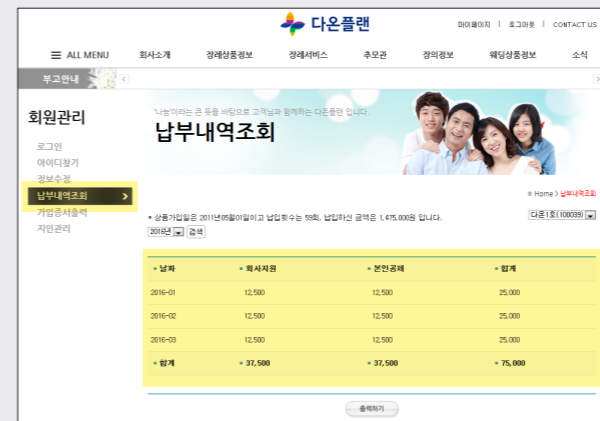 다온플랜
마이페이지 | 로그아웃 | CONTACT US
ALL MENU 회사소개 장례상품정보 장례서비스 추모관 장의정보 웨딩상품정보 소식
부고안내
회원관리
로그인
아이디찾기
정보수정
납부내역조회
가입증서출력
지인관리
'나눔'이라는 큰 뜻을 바탕으로 고객님과 함께하는 다온플랜 입니다.
납부내역조회
Home > 납부내역조회
다온1호(100039)
상품가입일은 2011년05월01일이고 납입횟수는 59회, 납입하신 금액은 1,475,000원 입니다.
2016년 검색
날짜 회사지원 본인공제 합계
2016-01 12,500 12,500 25,000
2016-02 12,500 12,500 25,000
2016-03 12,500 12,500 25,000
합계 37,500 37,500 75,000
출력하기